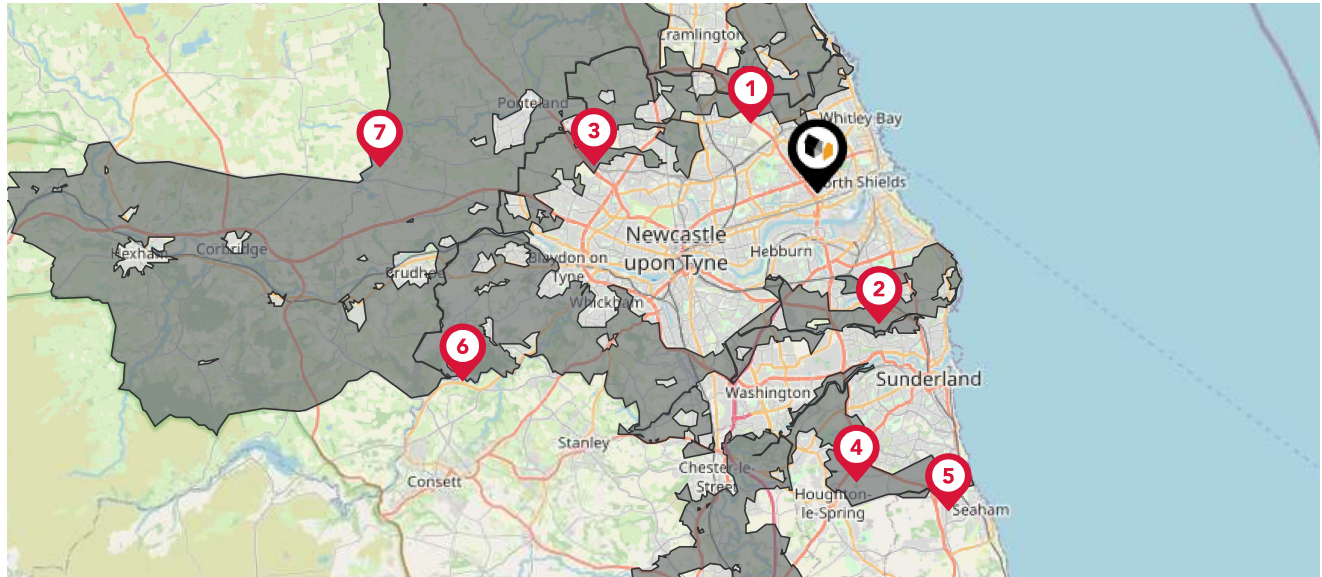 Cramlington
1
Ponteland
3
Whitley Bay
7
North Shields
Newcastle
upon Tyne
Hebburn
Hexham
Corbridge
Prudhoe
Blaydon on
Tyne
Whickham
2
6
Sunderland
Washington
Stanley
4
Chester-le-
Street
5
Consett
Houghton-
le-Spring
Seaham